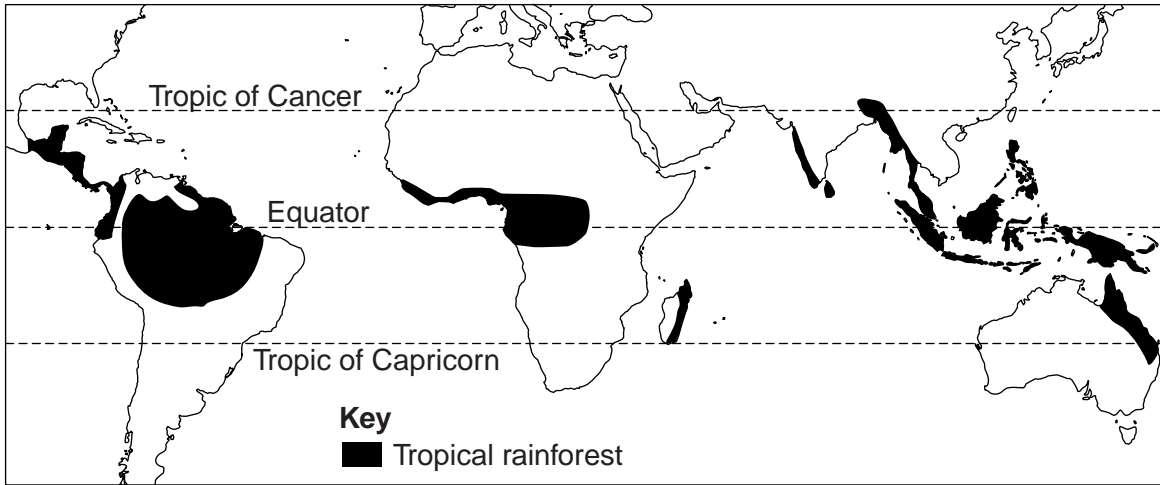 Tropic of Cancer
Equator
Tropic of Capricorn
Key
Tropical rainforest